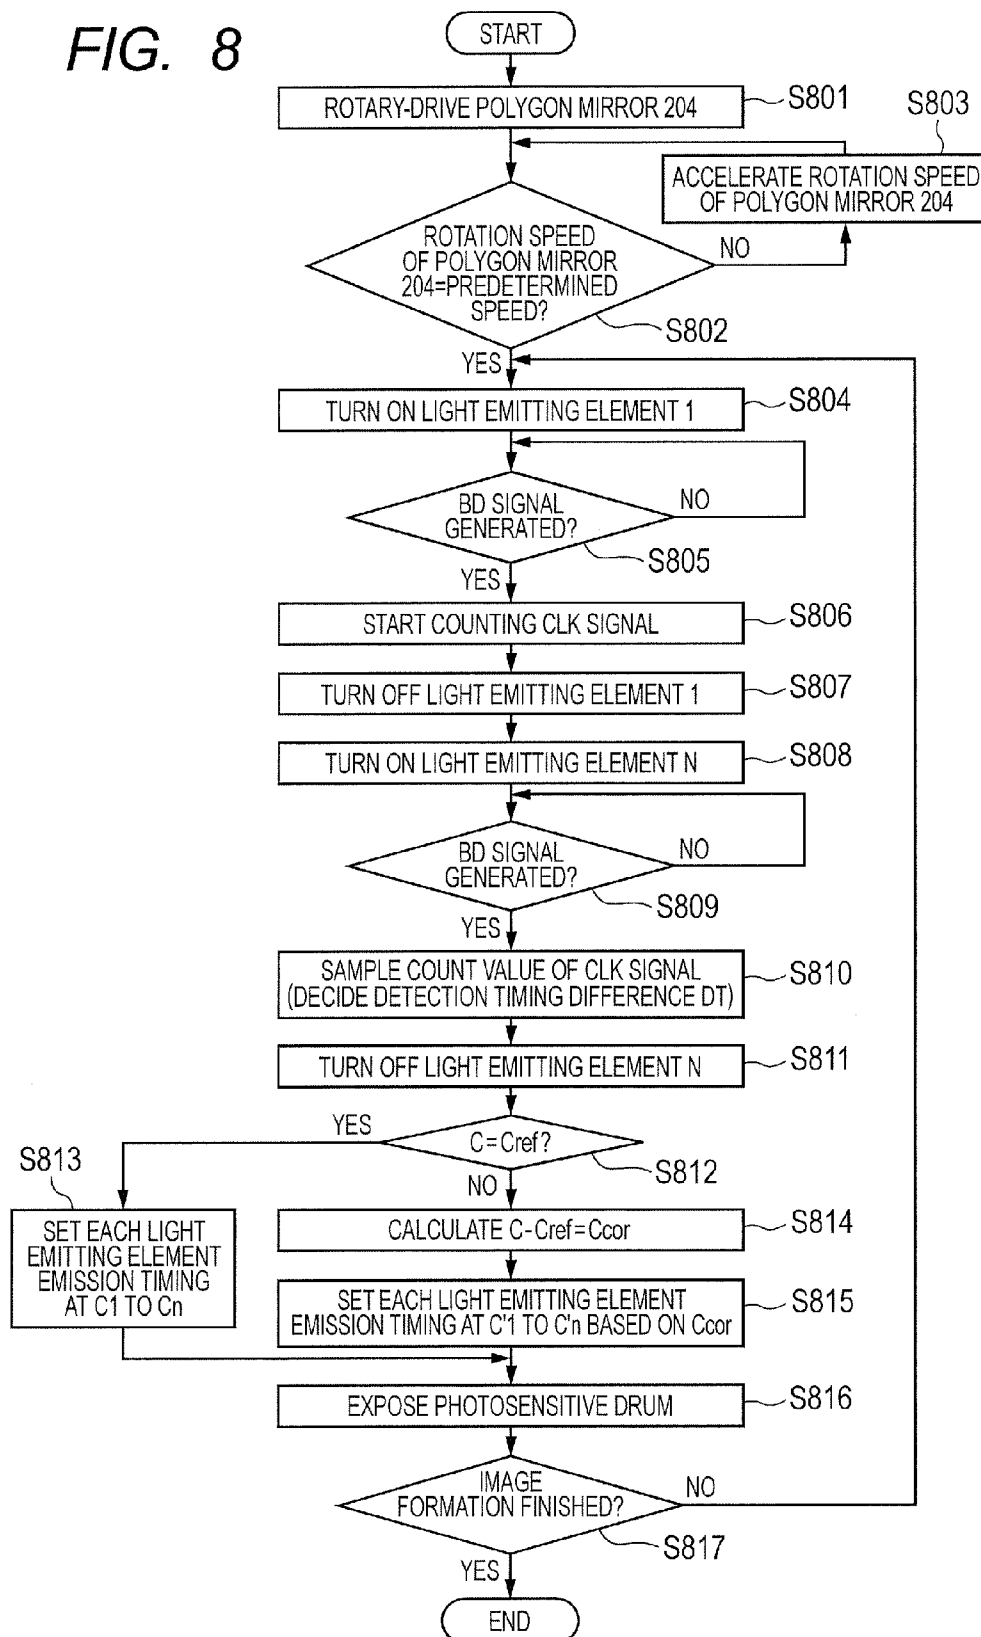 FIG. 8
START
ROTARY-DRIVE POLYGON MIRROR 204
S801
S803
ACCELERATE ROTATION SPEED
OF POLYGON MIRROR 204
ROTATION SPEED
OF POLYGON MIRROR
204=PREDETERMINED
SPEED?
NO
S802
YES
TURN ON LIGHT EMITTING ELEMENT 1
S804
BD SIGNAL
GENERATED?
NO
S805
YES
START COUNTING CLK SIGNAL
S806
TURN OFF LIGHT EMITTING ELEMENT 1
S807
TURN ON LIGHT EMITTING ELEMENT N
S808
BD SIGNAL
GENERATED?
NO
S809
YES
SAMPLE COUNT VALUE OF CLK SIGNAL
(DECIDE DETECTION TIMING DIFFERENCE DT)
S810
TURN OFF LIGHT EMITTING ELEMENT N
S811
YES
C=Cref?
S812
NO
S813
SET EACH LIGHT
EMITTING ELEMENT
EMISSION TIMING
AT C1 TO Cn
CALCULATE C-Cref=Ccor
S814
SET EACH LIGHT EMITTING ELEMENT
EMISSION TIMING AT C'1 TO C'n BASED ON Ccor
S815
EXPOSE PHOTOSENSITIVE DRUM
S816
IMAGE
FORMATION FINISHED?
NO
S817
YES
END